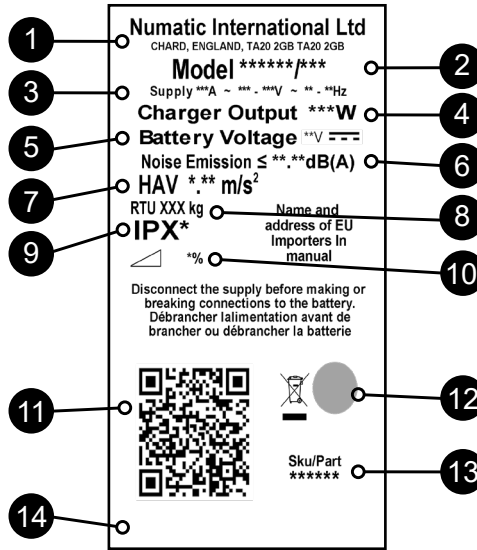 Numatic International Ltd
1
CHARD, ENGLAND, TA20 2GB TA20 2GB
Model ******/***
2
3
Supply ***A ~ *** - ***V ~ ** - **Hz
Charger Output ***W
4
5
Battery Voltage **V
Noise Emission ≤ **.**dB(A)
6
7
HAV *.** m/s²
RTU XXX kg
8
Name and
address of EU
Importers In
manual
9
IPX*
*%
10
Disconnect the supply before making or
breaking connections to the battery.
Débrancher lalimentation avant de
brancher ou débrancher la batterie
11
12
Sku/Part
******
13
14